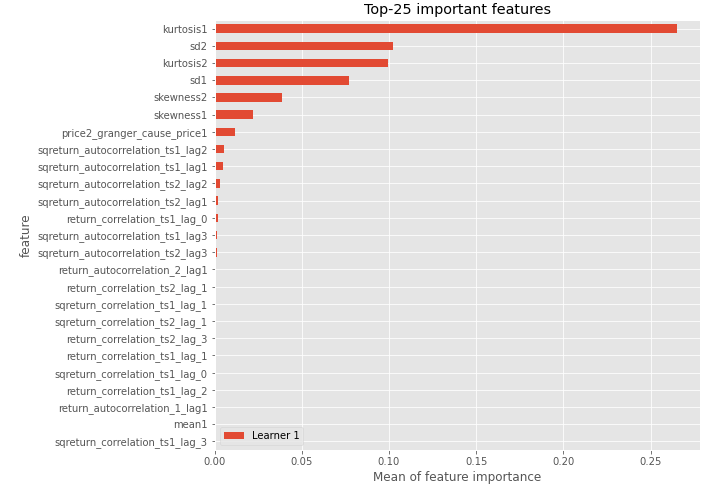 Top-25 important features
kurtosis1
sd2
kurtosis2
sd1
skewness2
skewness1
price2_granger_cause_price1
sqreturn_autocorrelation_ts1_lag2
sqreturn_autocorrelation_ts1_lag1
sqreturn_autocorrelation_ts2_lag2
sqreturn_autocorrelation_ts2_lag1
return_correlation_ts1_lag_0
sqreturn_autocorrelation_ts1_lag3
sqreturn_autocorrelation_ts2_lag3
return_autocorrelation_2_lag1
return_correlation_ts2_lag_1
sqreturn_correlation_ts1_lag_1
sqreturn_correlation_ts2_lag_1
return_correlation_ts2_lag_3
return_correlation_ts1_lag_1
sqreturn_correlation_ts1_lag_0
return_correlation_ts1_lag_2
return_autocorrelation_1_lag1
mean1
sqreturn_correlation_ts1_lag_3
feature
Learner 1
0.00 0.05 0.10 0.15 0.20 0.25
Mean of feature importance